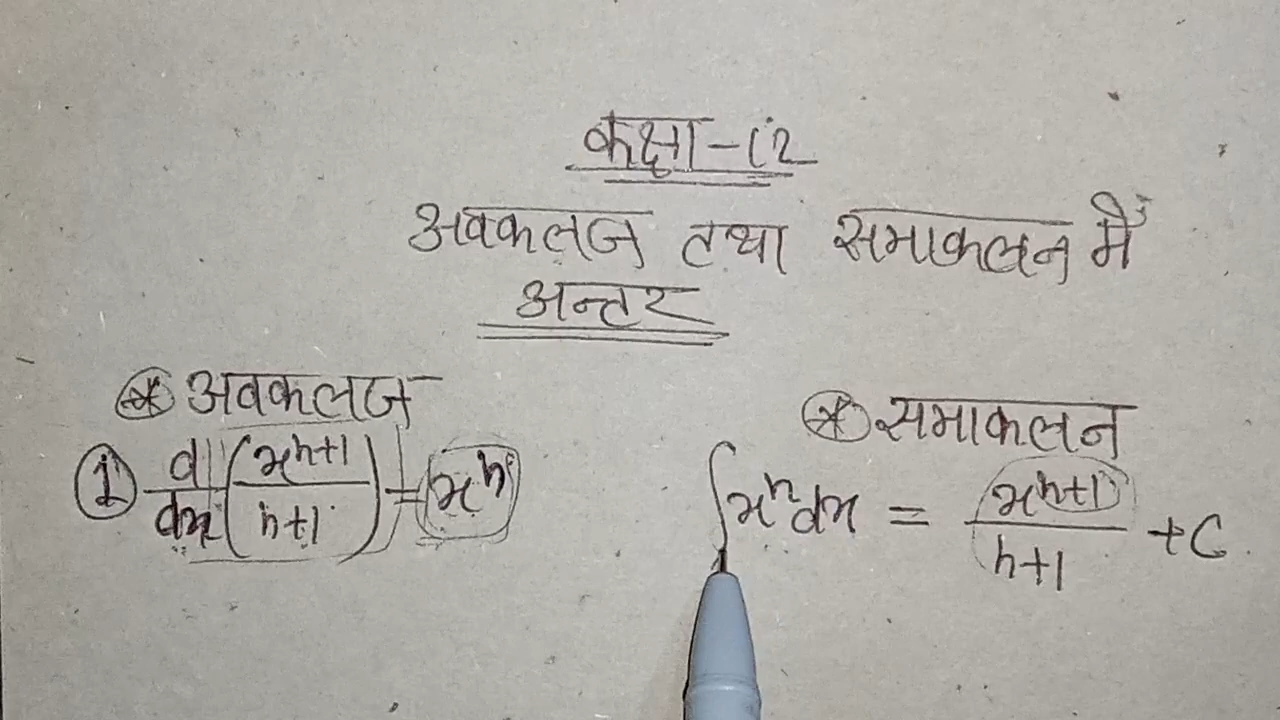 कक्षा-12
अवकलज तथा समाकलन में
अन्तर
⊛ अवकलज
① d/dx (x^(n+1)/(n+1)) = x^n
⊛ समाकलन
∫x^n dx = x^(n+1)/(n+1) + C